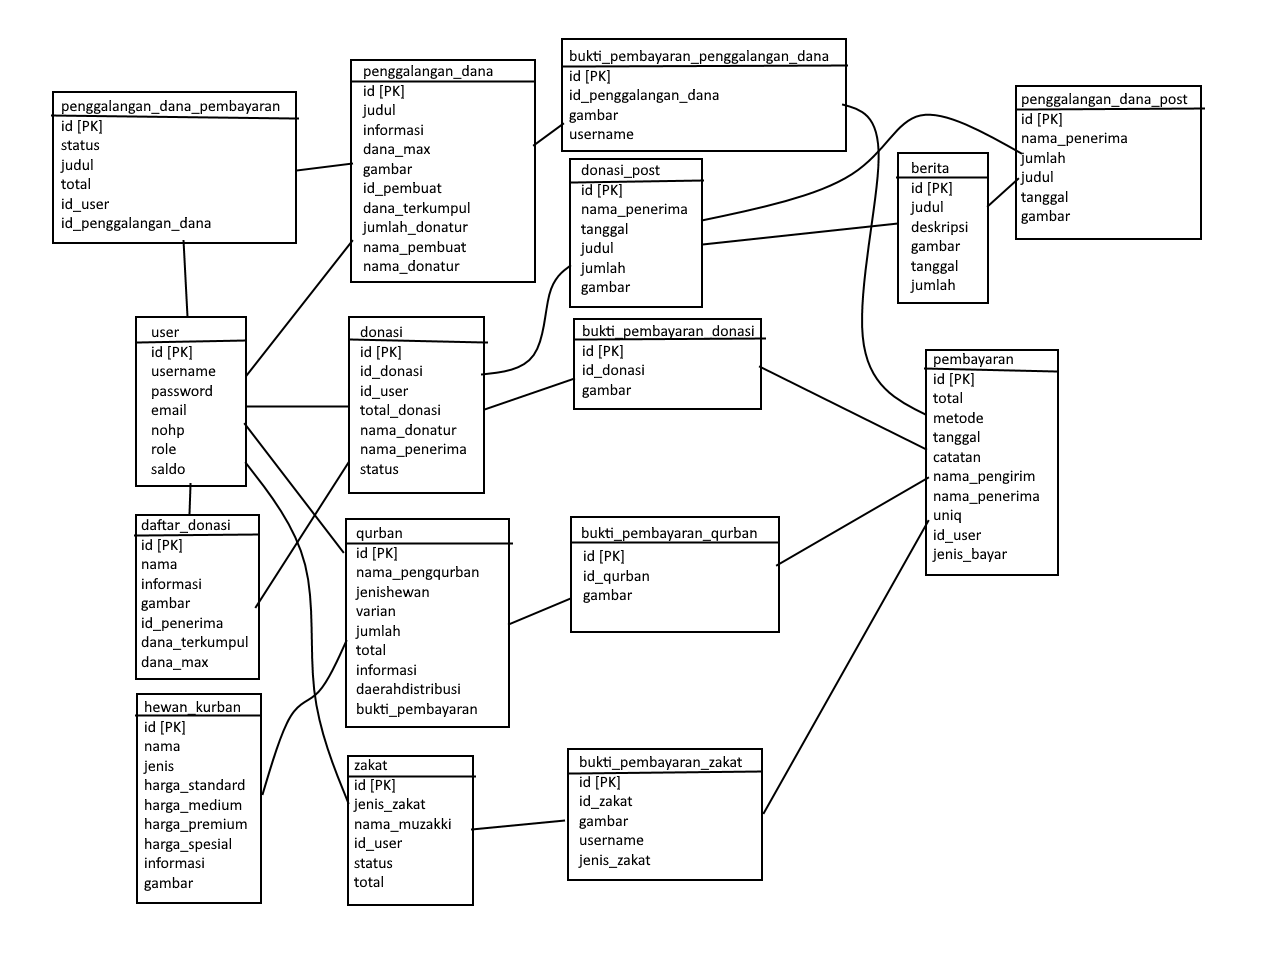 penggalangan_dana_pembayaran
id [PK]
status
judul
total
id_user
id_penggalangan_dana
penggalangan_dana
id [PK]
judul
informasi
dana_max
gambar
id_pembuat
dana_terkumpul
jumlah_donatur
nama_pembuat
nama_donatur
bukti_pembayaran_penggalangan_dana
id [PK]
id_penggalangan_dana
gambar
username
penggalangan_dana_post
id [PK]
nama_penerima
jumlah
judul
tanggal
gambar
donasi_post
id [PK]
nama_penerima
tanggal
judul
jumlah
gambar
berita
id [PK]
judul
deskripsi
gambar
tanggal
jumlah
user
id [PK]
username
password
email
nohp
role
saldo
donasi
id [PK]
id_donasi
id_user
total_donasi
nama_donatur
nama_penerima
status
bukti_pembayaran_donasi
id [PK]
id_donasi
gambar
pembayaran
id [PK]
total
metode
tanggal
catatan
nama_pengirim
nama_penerima
uniq
id_user
jenis_bayar
daftar_donasi
id [PK]
nama
informasi
gambar
id_penerima
dana_terkumpul
dana_max
qurban
id [PK]
nama_pengqurban
jenishewan
varian
jumlah
total
informasi
daerahdistribusi
bukti_pembayaran
bukti_pembayaran_qurban
id [PK]
id_qurban
gambar
hewan_kurban
id [PK]
nama
jenis
harga_standard
harga_medium
harga_premium
harga_spesial
informasi
gambar
zakat
id [PK]
jenis_zakat
nama_muzakki
id_user
status
total
bukti_pembayaran_zakat
id [PK]
id_zakat
gambar
username
jenis_zakat